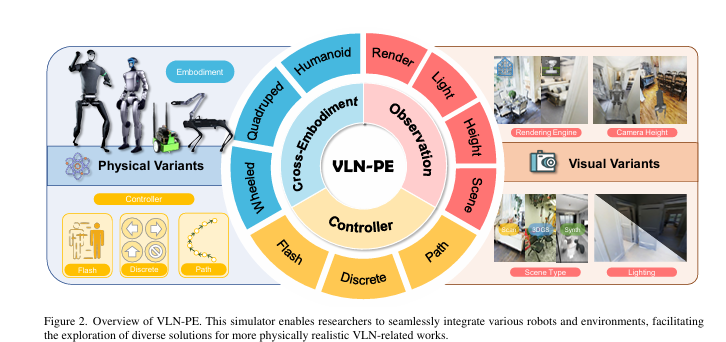 Embodiment
Physical Variants
Controller
Flash
Discrete
Path
Humanoid
Quadruped
Wheeled
Cross-Embodiment
Render
Light
Height
Scene
Observation
VLN-PE
Controller
Flash
Discrete
Path
Rendering Engine
Camera Height
Visual Variants
3DGS
Synth
Scene Type
Lighting
Figure 2. Overview of VLN-PE. This simulator enables researchers to seamlessly integrate various robots and environments, facilitating
the exploration of diverse solutions for more physically realistic VLN-related works.